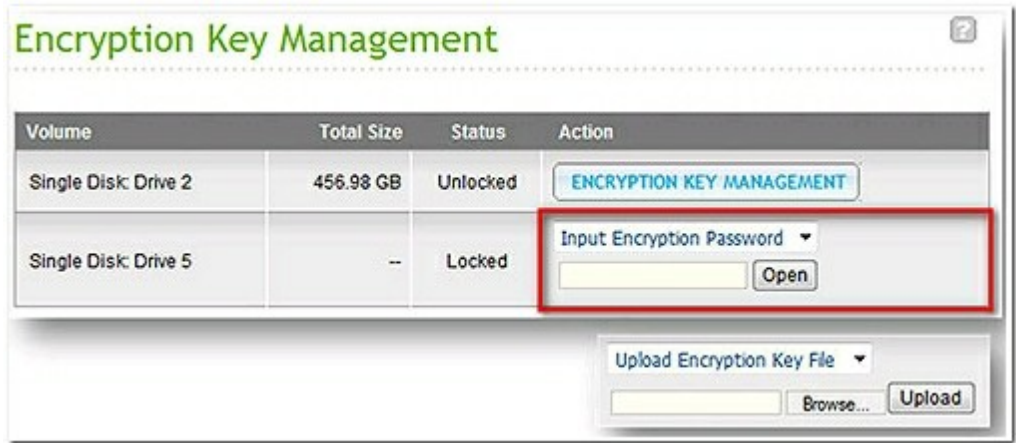 Encryption Key Management
?
Volume Total Size Status Action
Single Disk: Drive 2 456.98 GB Unlocked ENCRYPTION KEY MANAGEMENT
Single Disk: Drive 5 -- Locked Input Encryption Password
Open
Upload Encryption Key File
Browse... Upload